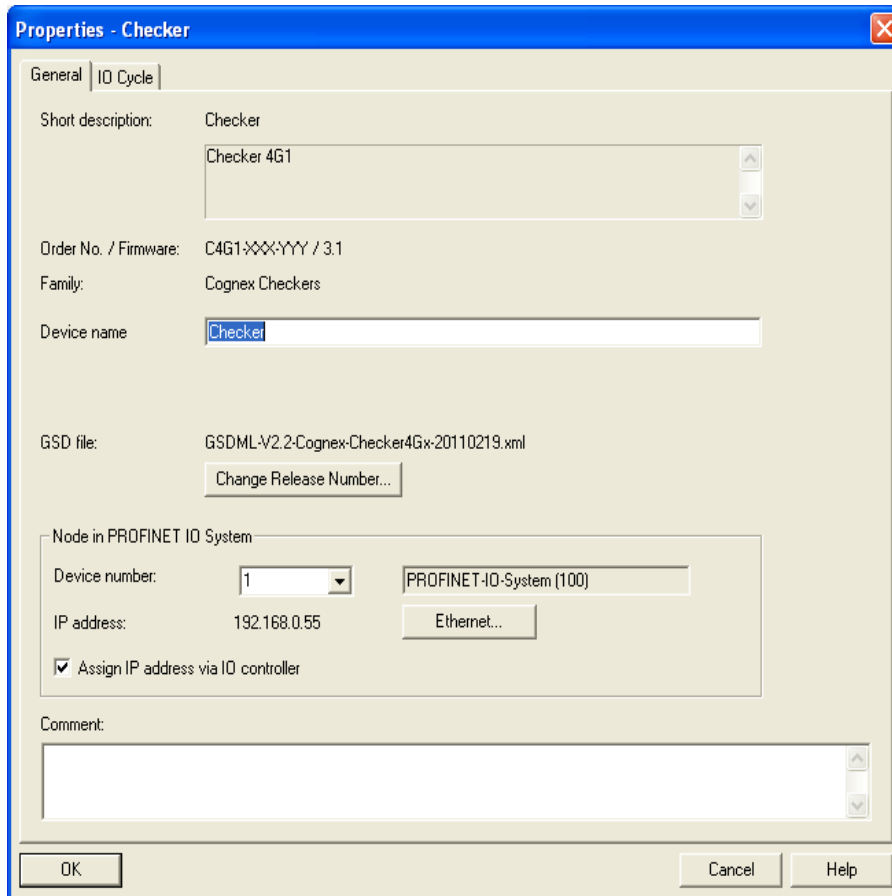 Properties - Checker
General IO Cycle
Short description: Checker
Checker 4G1
Order No. / Firmware: C4G1-XXX-YYY / 3.1
Family: Cognex Checkers
Device name Checker
GSD file: GSDML-V2.2-Cognex-Checker4Gx-20110219.xml
Change Release Number...
Node in PROFINET IO System
Device number: 1 PROFINET-IO-System (100)
IP address: 192.168.0.55 Ethernet...
Assign IP address via IO controller
Comment:
OK Cancel Help